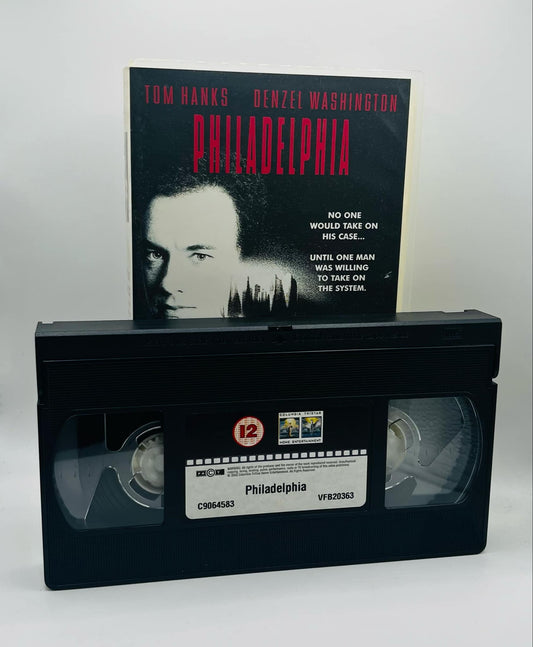 TOM HANKS DENZEL WASHINGTON
PHILADELPHIA
NO ONE
WOULD TAKE ON
HIS CASE...
UNTIL ONE MAN
WAS WILLING
TO TAKE ON
THE SYSTEM.
12
COLUMBIA TRISTAR
HOME ENTERTAINMENT
Philadelphia
C9064583 VFB20363